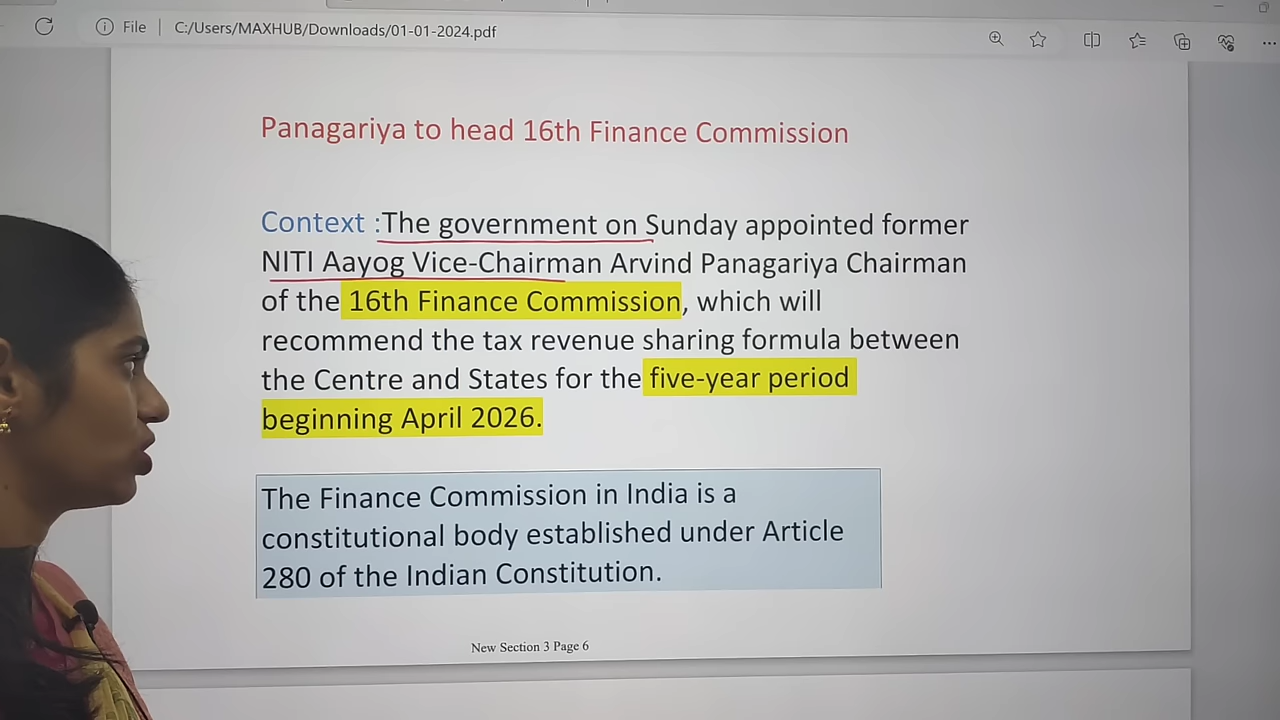 File
C:/Users/MAXHUB/Downloads/01-01-2024.pdf
Panagariya to head 16th Finance Commission
Context :The government on Sunday appointed former
NITI Aayog Vice-Chairman Arvind Panagariya Chairman
of the 16th Finance Commission, which will
recommend the tax revenue sharing formula between
the Centre and States for the five-year period
beginning April 2026.
The Finance Commission in India is a
constitutional body established under Article
280 of the Indian Constitution.
New Section 3 Page 6